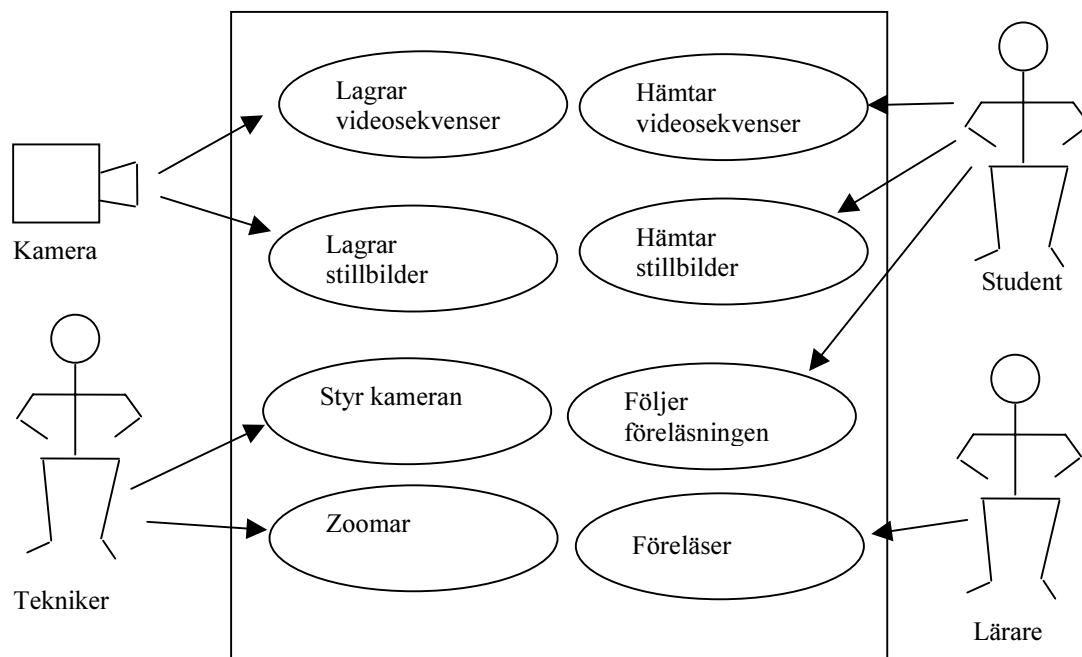 Lagrar
videosekvenser
Hämtar
videosekvenser
Kamera
Lagrar
stillbilder
Hämtar
stillbilder
Student
Styr kameran
Följer
föreläsningen
Zoomar
Föreläser
Tekniker
Lärare